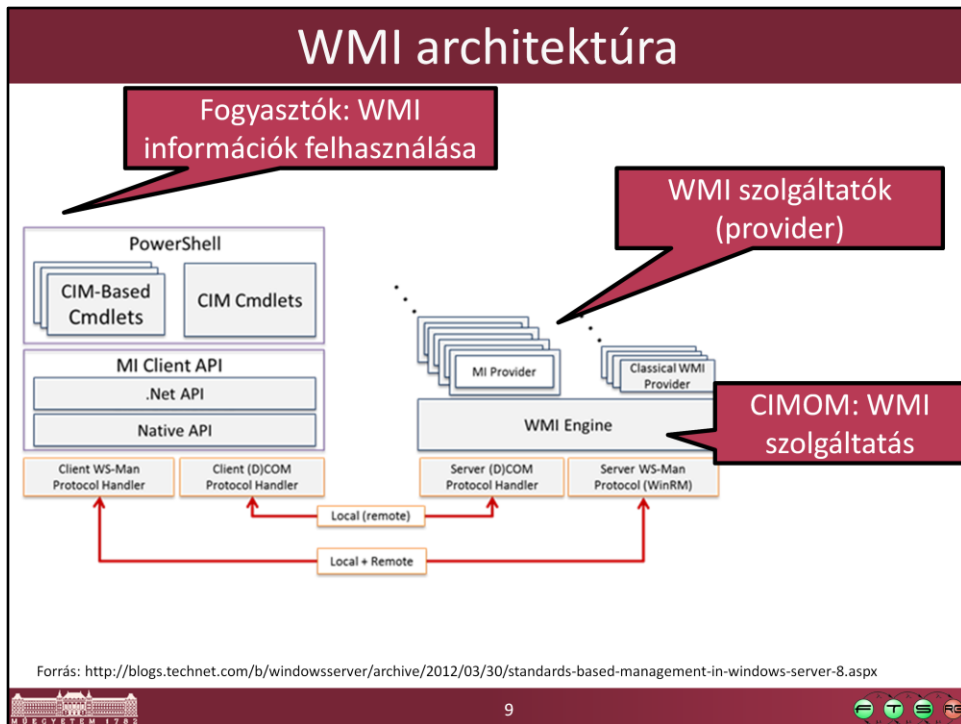 WMI architektúra
Fogyasztók: WMI
információk felhasználása
WMI szolgáltatók
(provider)
PowerShell
CIM-Based
Cmdlets
CIM Cmdlets
MI Client API
.Net API
Native API
MI Provider
Classical WMI
Provider
WMI Engine
CIMOM: WMI
szolgáltatás
Client WS-Man
Protocol Handler
Client (D)COM
Protocol Handler
Server (D)COM
Protocol Handler
Server WS-Man
Protocol (WinRM)
Local (remote)
Local + Remote
Forrás: http://blogs.technet.com/b/windowsserver/archive/2012/03/30/standards-based-management-in-windows-server-8.aspx
MŰEGYETEM 1782
9
F T S RG